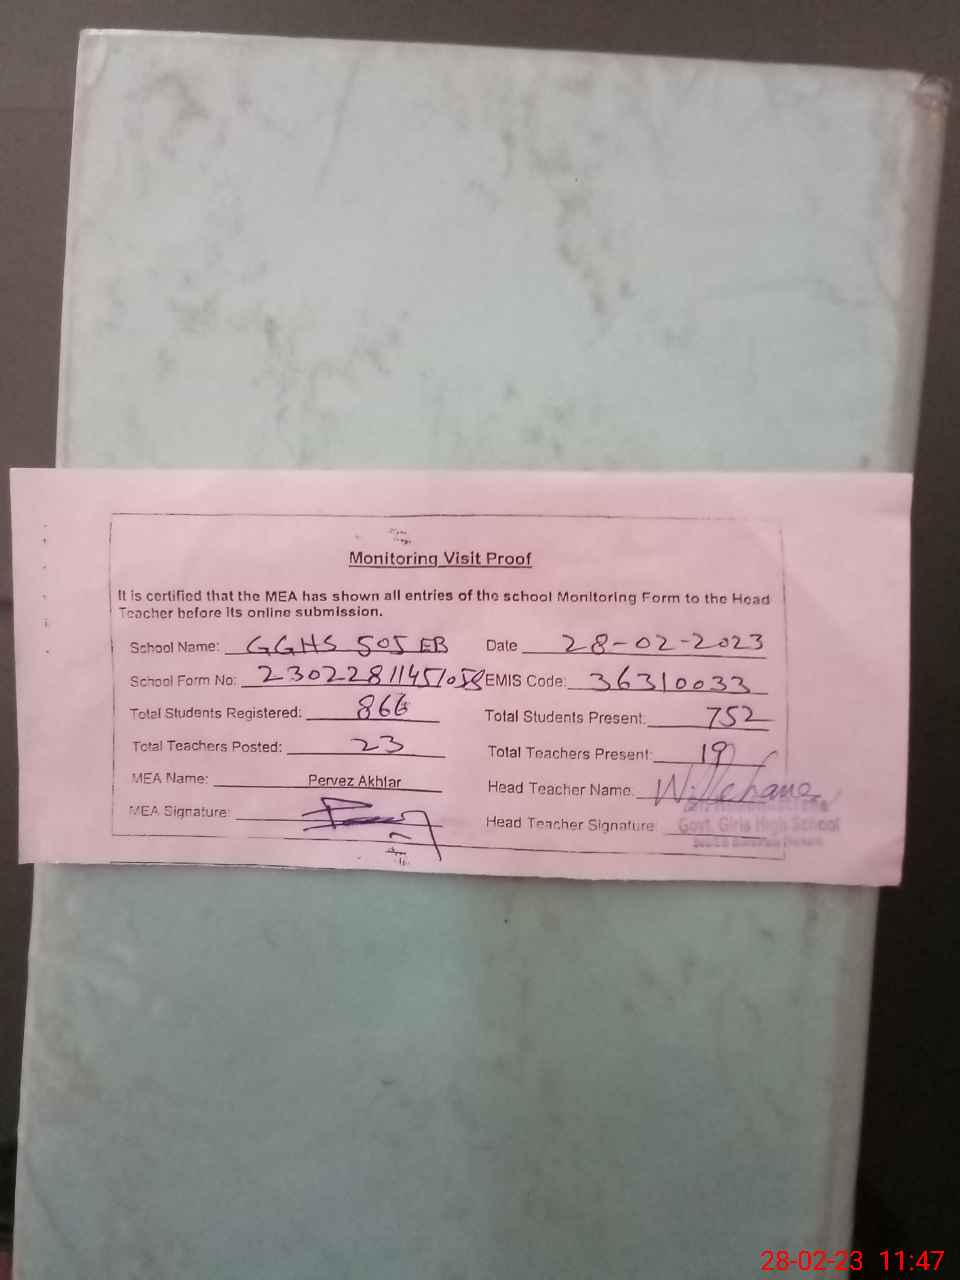 Monitoring Visit Proof
It is certified that the MEA has shown all entries of the school Monitoring Form to the Head
Teacher before its online submission.
School Name: GGHS 505 EB Date 28-02-2023
School Form No: EMIS Code: 36310033
Total Students Registered: 866 Total Students Present: 752
Total Teachers Posted: 23 Total Teachers Present: 19
MEA Name: Pervez Akhtar Head Teacher Name.
MEA Signature: Head Teacher Signature
Govt. Girls High School
28-02-23 11:47